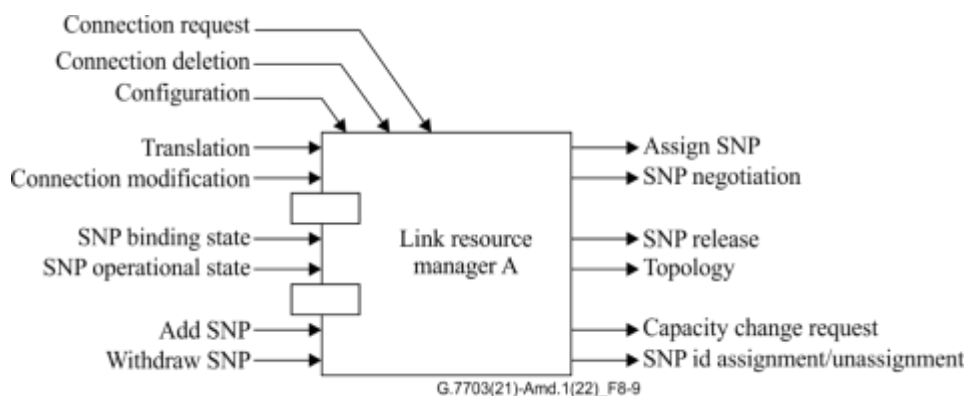 Connection request
Connection deletion
Configuration
Translation
Connection modification
SNP binding state
SNP operational state
Add SNP
Withdraw SNP
Link resource
manager A
Assign SNP
SNP negotiation
SNP release
Topology
Capacity change request
SNP id assignment/unassignment
G.7703(21)-Amd.1(22)_F8-9